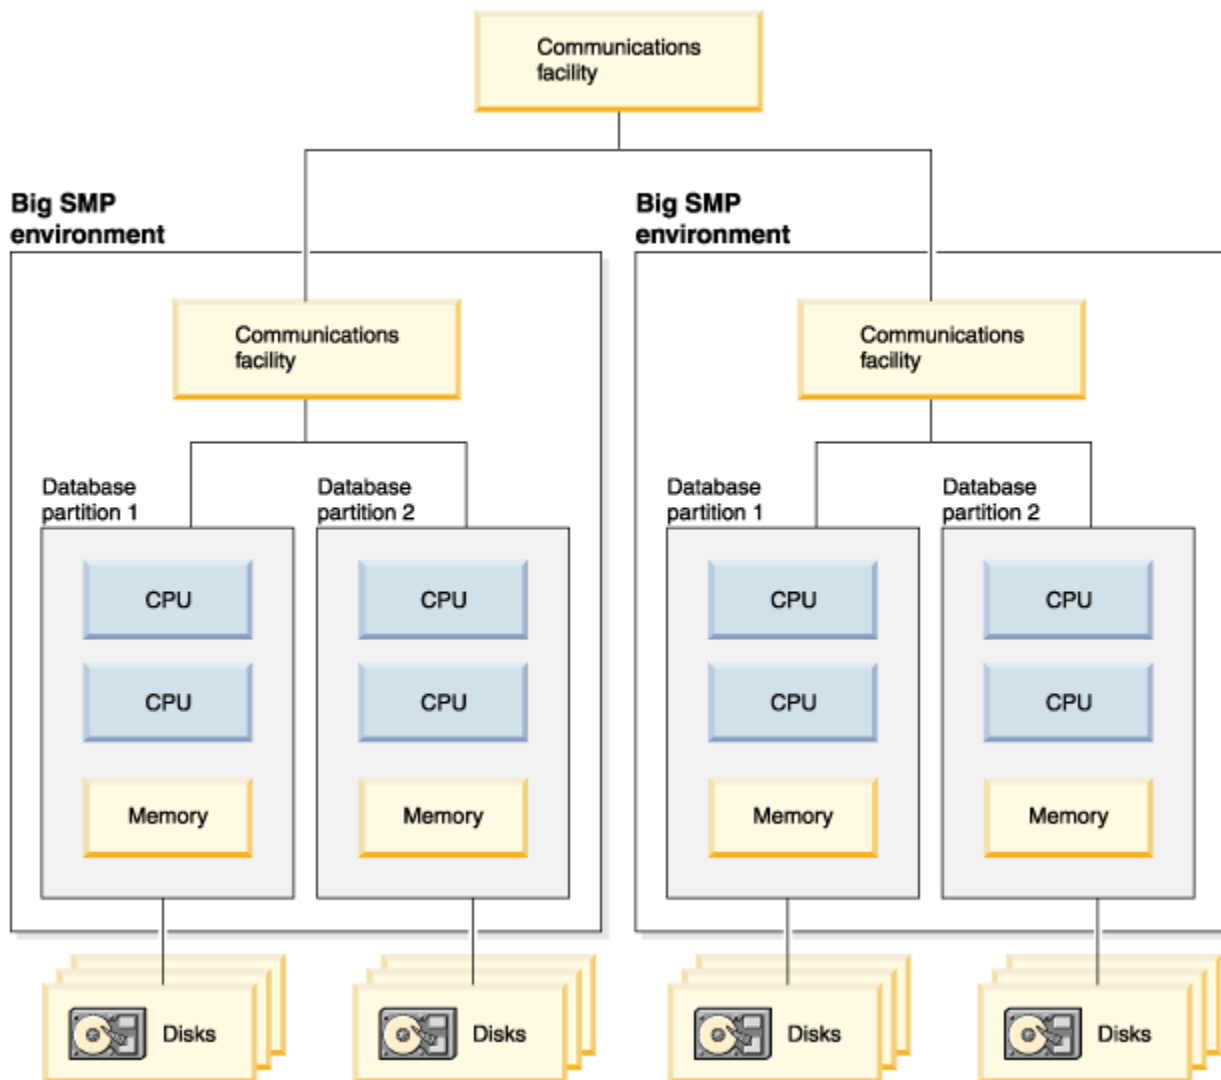 Communications
facility
Big SMP
environment
Big SMP
environment
Communications
facility
Communications
facility
Database
partition 1
Database
partition 2
Database
partition 1
Database
partition 2
CPU
CPU
CPU
CPU
CPU
CPU
CPU
CPU
Memory
Memory
Memory
Memory
Disks
Disks
Disks
Disks